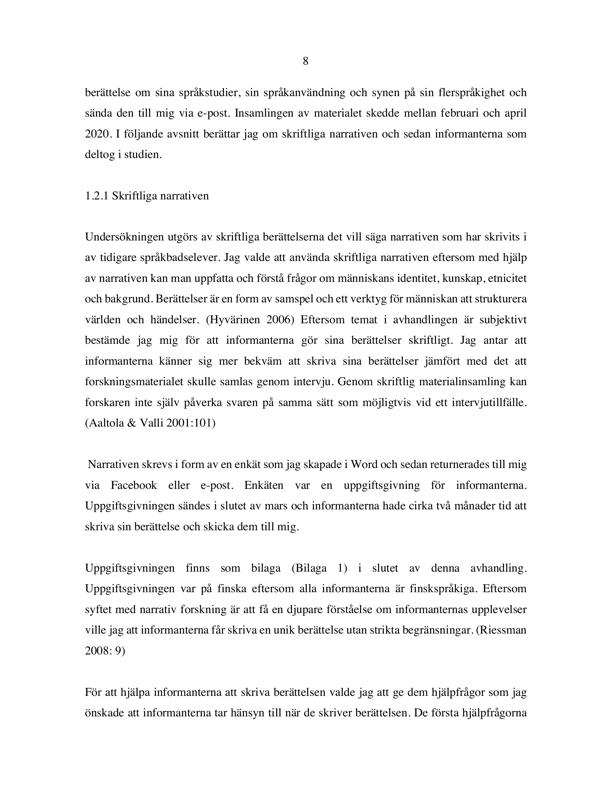 8
berättelse om sina språkstudier, sin språkanvändning och synen på sin flerspråkighet och
sända den till mig via e-post. Insamlingen av materialet skedde mellan februari och april
2020. I följande avsnitt berättar jag om skriftliga narrativen och sedan informanterna som
deltog i studien.
1.2.1 Skriftliga narrativen
Undersökningen utgörs av skriftliga berättelserna det vill säga narrativen som har skrivits i
av tidigare språkbadselever. Jag valde att använda skriftliga narrativen eftersom med hjälp
av narrativen kan man uppfatta och förstå frågor om människans identitet, kunskap, etnicitet
och bakgrund. Berättelser är en form av samspel och ett verktyg för människan att strukturera
världen och händelser. (Hyvärinen 2006) Eftersom temat i avhandlingen är subjektivt
bestämde jag mig för att informanterna gör sina berättelser skriftligt. Jag antar att
informanterna känner sig mer bekväm att skriva sina berättelser jämfört med det att
forskningsmaterialet skulle samlas genom intervju. Genom skriftlig materialinsamling kan
forskaren inte själv påverka svaren på samma sätt som möjligtvis vid ett intervjutillfälle.
(Aaltola & Valli 2001:101)
Narrativen skrevs i form av en enkät som jag skapade i Word och sedan returnerades till mig
via Facebook eller e-post. Enkäten var en uppgiftsgivning för informanterna.
Uppgiftsgivningen sändes i slutet av mars och informanterna hade cirka två månader tid att
skriva sin berättelse och skicka dem till mig.
Uppgiftsgivningen finns som bilaga (Bilaga 1) i slutet av denna avhandling.
Uppgiftsgivningen var på finska eftersom alla informanterna är finskspråkiga. Eftersom
syftet med narrativ forskning är att få en djupare förståelse om informanternas upplevelser
ville jag att informanterna får skriva en unik berättelse utan strikta begränsningar. (Riessman
2008: 9)
För att hjälpa informanterna att skriva berättelsen valde jag att ge dem hjälpfrågor som jag
önskade att informanterna tar hänsyn till när de skriver berättelsen. De första hjälpfrågorna